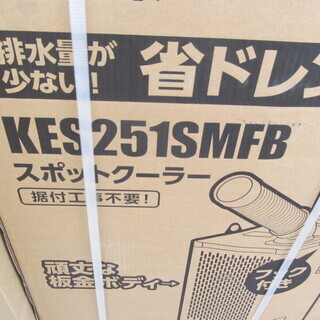 排水量が
少ない!
省ドレン
KES251SMFB
スポットクーラー
据付工事不要!
頑丈な
板金ボディー
フック
付き